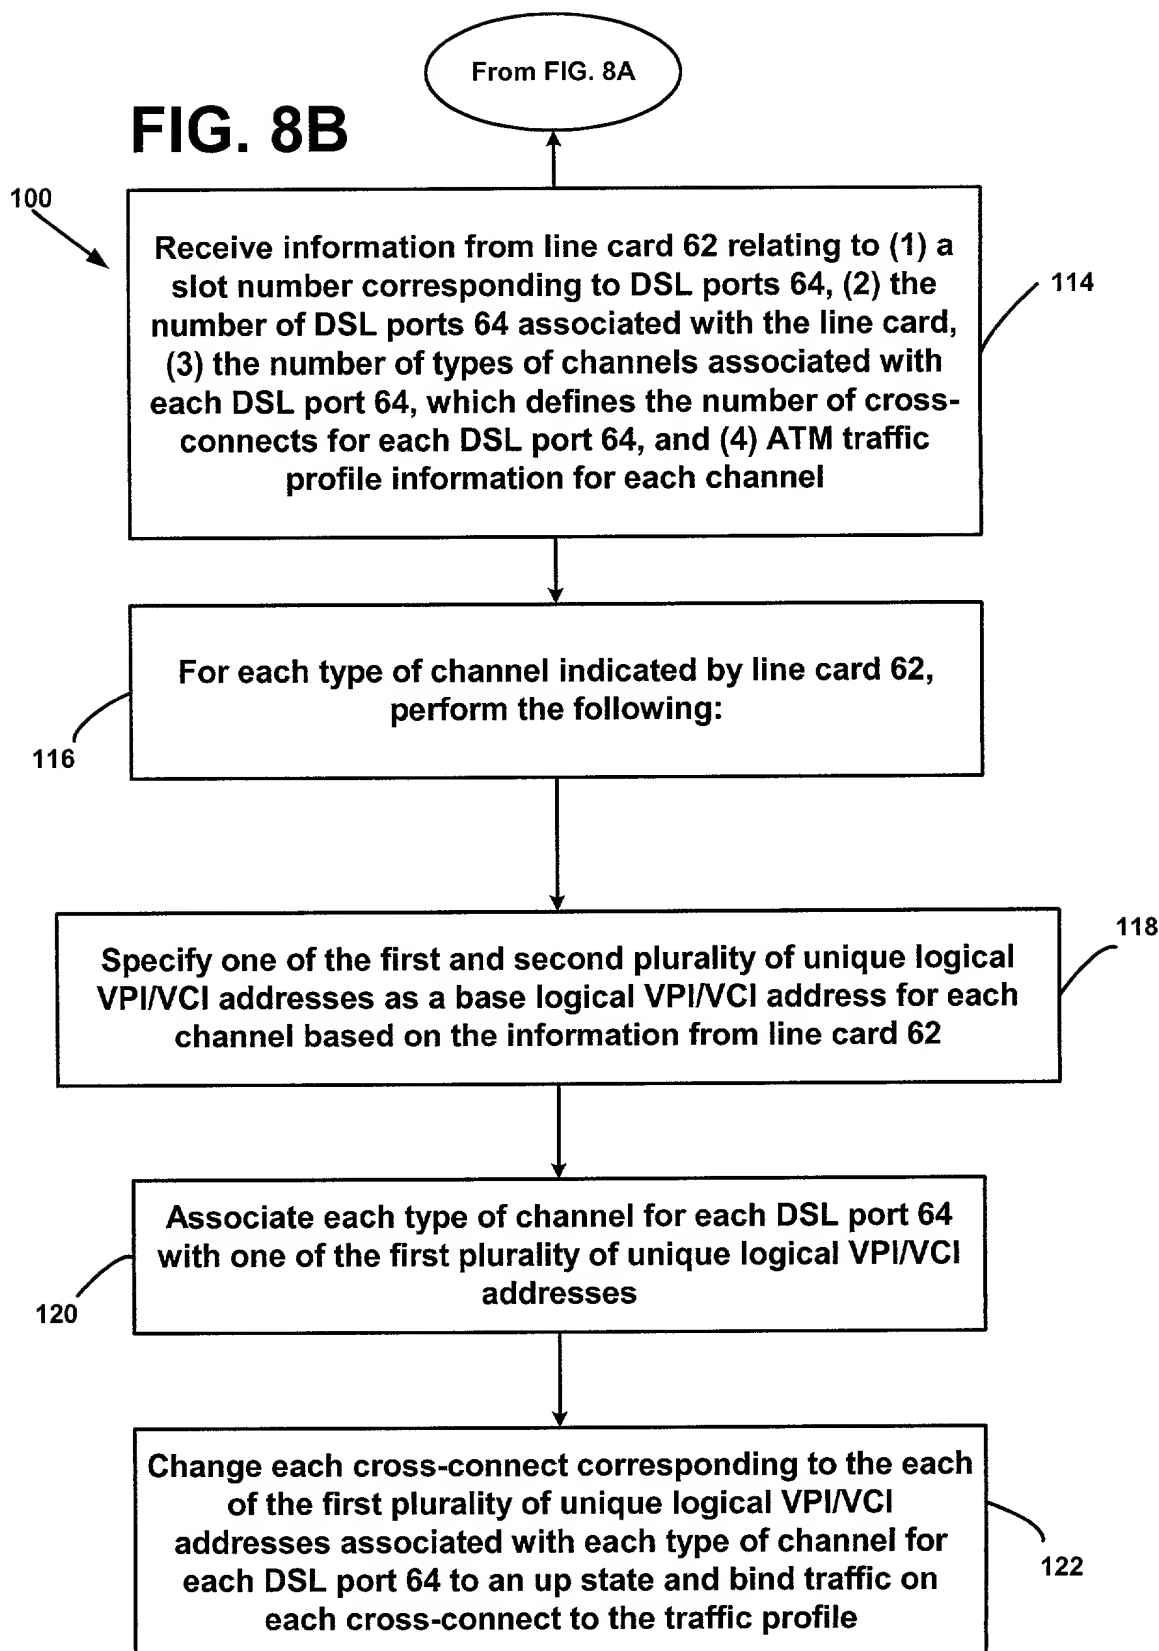 From FIG. 8A
FIG. 8B
100
Receive information from line card 62 relating to (1) a
slot number corresponding to DSL ports 64, (2) the
number of DSL ports 64 associated with the line card,
(3) the number of types of channels associated with
each DSL port 64, which defines the number of cross-
connects for each DSL port 64, and (4) ATM traffic
profile information for each channel
114
For each type of channel indicated by line card 62,
perform the following:
116
Specify one of the first and second plurality of unique logical
VPI/VCI addresses as a base logical VPI/VCI address for each
channel based on the information from line card 62
118
Associate each type of channel for each DSL port 64
with one of the first plurality of unique logical VPI/VCI
addresses
120
Change each cross-connect corresponding to the each
of the first plurality of unique logical VPI/VCI
addresses associated with each type of channel for
each DSL port 64 to an up state and bind traffic on
each cross-connect to the traffic profile
122